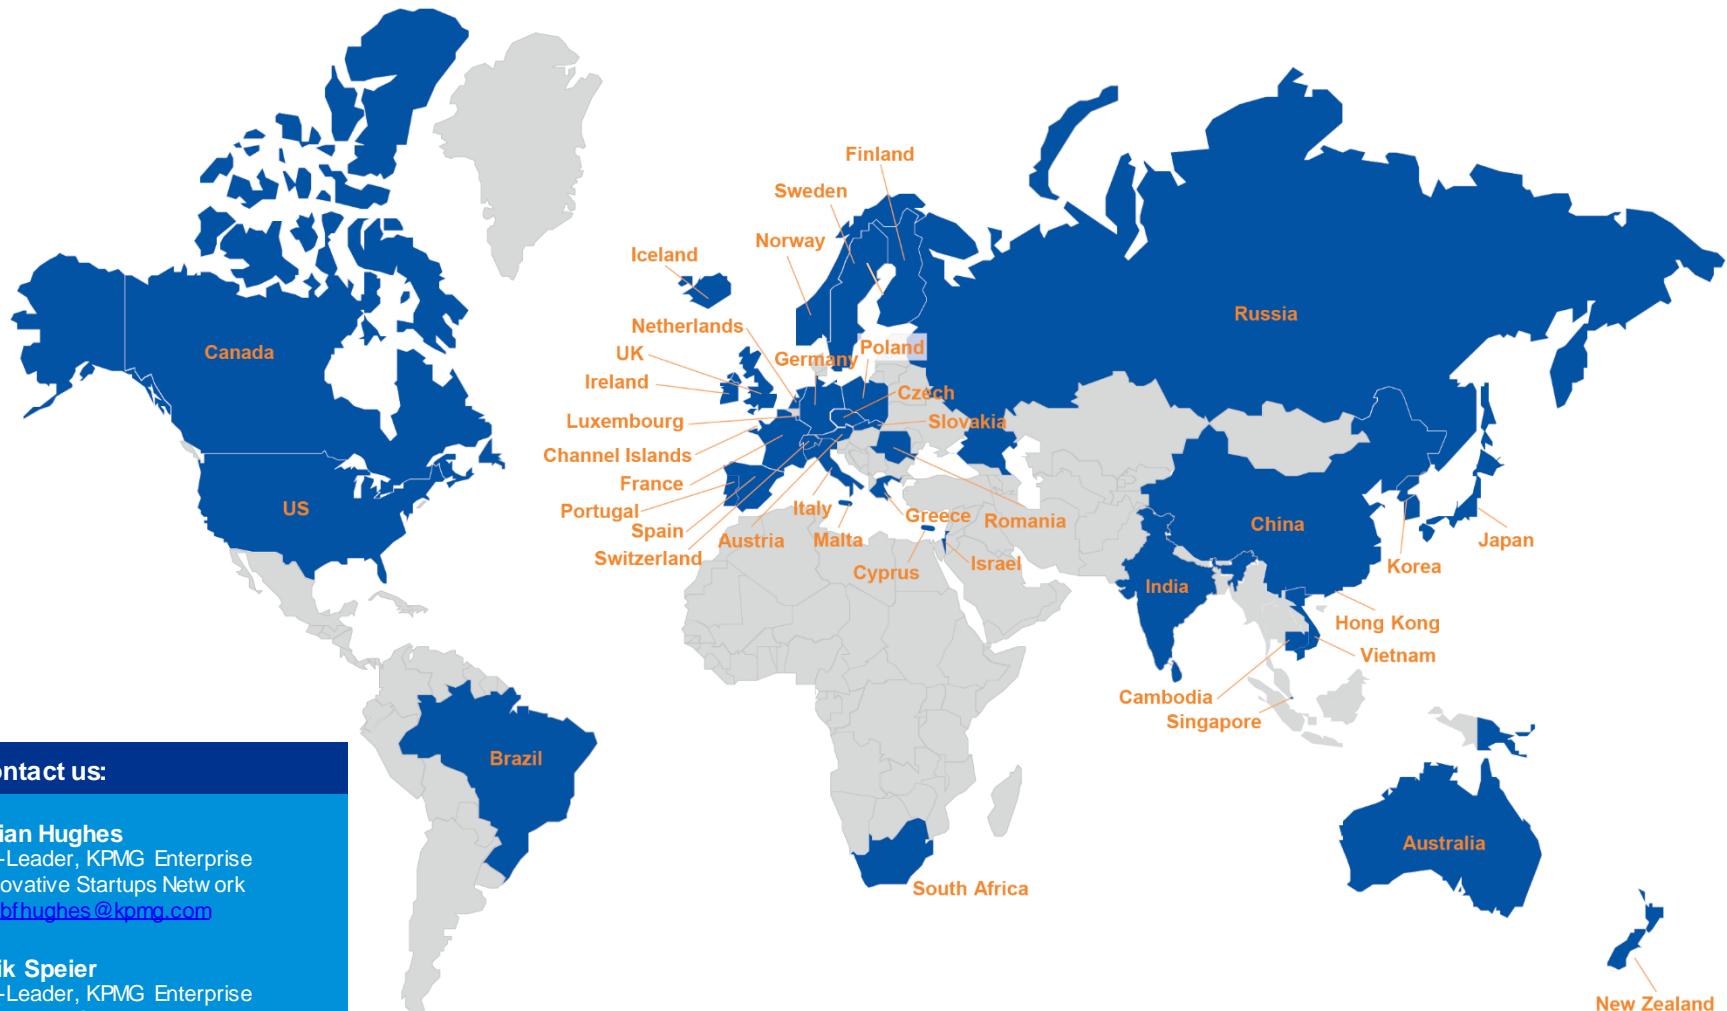 Finland
Sweden
Norway
Iceland
Russia
Netherlands
UK
Germany
Poland
Canada
Ireland
Czech
Luxembourg
Slovakia
Channel Islands
France
US
Portugal
Italy
Greece
Romania
China
Spain
Austria
Malta
Japan
Switzerland
Cyprus
Israel
Korea
India
Hong Kong
Vietnam
Cambodia
Singapore
Brazil
Australia
South Africa
New Zealand
ontact us:
ian Hughes
-Leader, KPMG Enterprise
ovative Startups Network
bfhughes@kpmg.com
ik Speier
-Leader, KPMG Enterprise